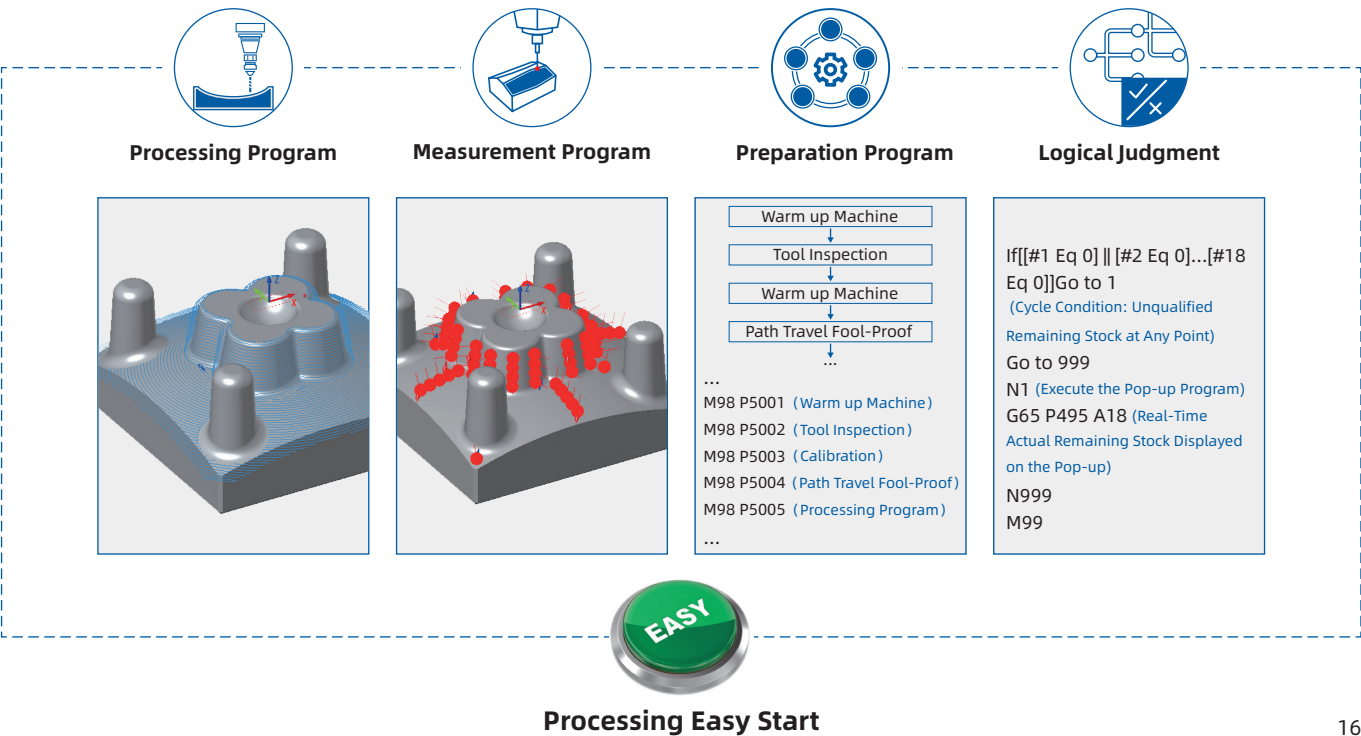 Processing Program
Measurement Program
Preparation Program
Logical Judgment
Z
X
Z
X
Warm up Machine
Tool Inspection
Warm up Machine
Path Travel Fool-Proof
...
...
M98 P5001 (Warm up Machine)
M98 P5002 (Tool Inspection)
M98 P5003 (Calibration)
M98 P5004 (Path Travel Fool-Proof)
M98 P5005 (Processing Program)
...
If[[#1 Eq 0] || [#2 Eq 0]...[#18
Eq 0]]Go to 1
(Cycle Condition: Unqualified
Remaining Stock at Any Point)
Go to 999
N1 (Execute the Pop-up Program)
G65 P495 A18 (Real-Time
Actual Remaining Stock Displayed
on the Pop-up)
N999
M99
EASY
Processing Easy Start
16